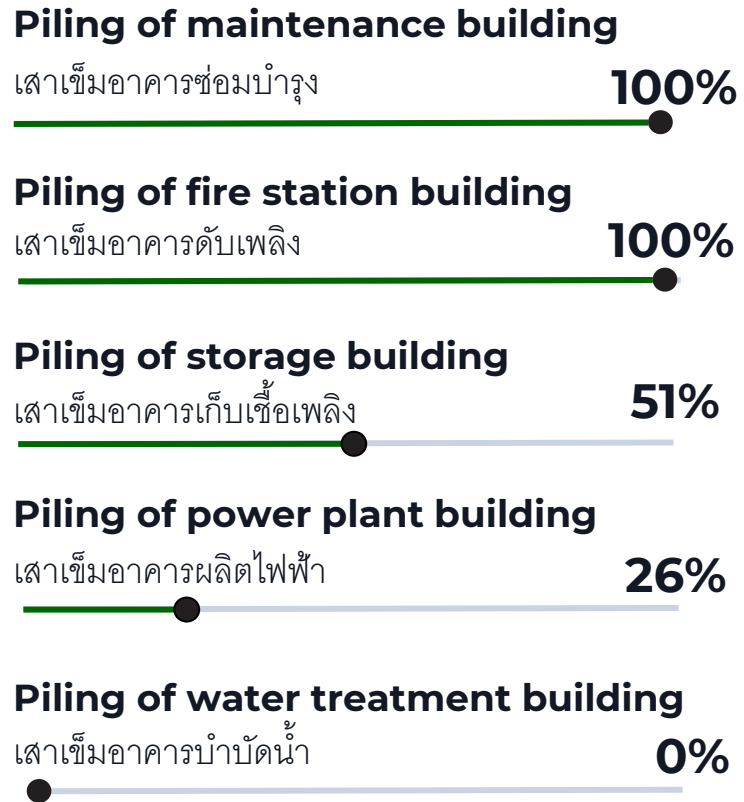 Piling of maintenance building
เสาเข็มอาคารซ่อมบำรุง
100%
Piling of fire station building
เสาเข็มอาคารดับเพลิง
100%
Piling of storage building
เสาเข็มอาคารเก็บเชื้อเพลิง
51%
Piling of power plant building
เสาเข็มอาคารผลิตไฟฟ้า
26%
Piling of water treatment building
เสาเข็มอาคารบำบัดน้ำ
0%